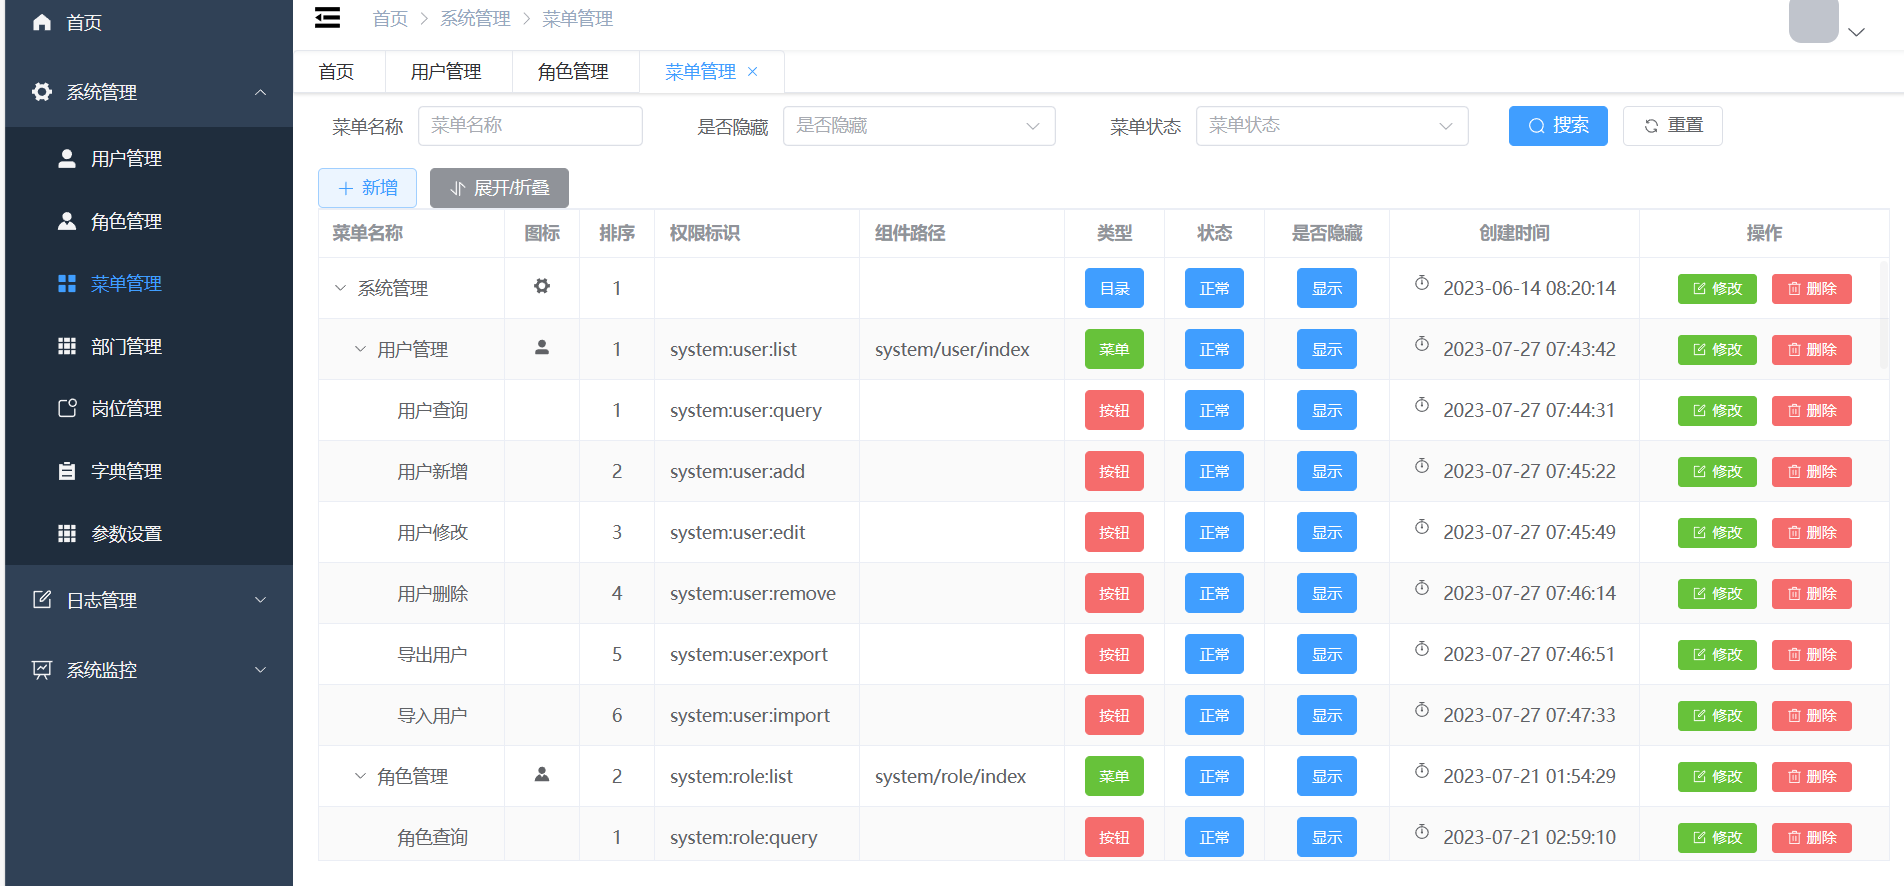 首页
系统管理
用户管理
角色管理
菜单管理
部门管理
岗位管理
字典管理
参数设置
日志管理
系统监控
首页 > 系统管理 > 菜单管理
首页 用户管理 角色管理 菜单管理 ×
菜单名称 菜单名称 是否隐藏 是否隐藏 菜单状态 菜单状态 搜索 重置
+ 新增 展开/折叠
菜单名称 图标 排序 权限标识 组件路径 类型 状态 是否隐藏 创建时间 操作
系统管理 1 目录 正常 显示 2023-06-14 08:20:14 修改 删除
用户管理 1 system:user:list system/user/index 菜单 正常 显示 2023-07-27 07:43:42 修改 删除
用户查询 1 system:user:query 按钮 正常 显示 2023-07-27 07:44:31 修改 删除
用户新增 2 system:user:add 按钮 正常 显示 2023-07-27 07:45:22 修改 删除
用户修改 3 system:user:edit 按钮 正常 显示 2023-07-27 07:45:49 修改 删除
用户删除 4 system:user:remove 按钮 正常 显示 2023-07-27 07:46:14 修改 删除
导出用户 5 system:user:export 按钮 正常 显示 2023-07-27 07:46:51 修改 删除
导入用户 6 system:user:import 按钮 正常 显示 2023-07-27 07:47:33 修改 删除
角色管理 2 system:role:list system/role/index 菜单 正常 显示 2023-07-21 01:54:29 修改 删除
角色查询 1 system:role:query 按钮 正常 显示 2023-07-21 02:59:10 修改 删除